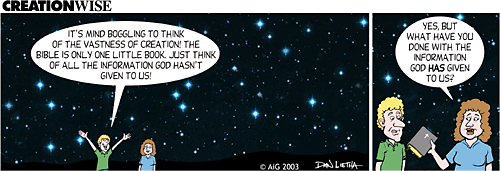 CREATIONWISE
IT'S MIND BOGGLING TO THINK
OF THE VASTNESS OF CREATION! THE
BIBLE IS ONLY ONE LITTLE BOOK. JUST THINK
OF ALL THE INFORMATION GOD HASN'T
GIVEN TO US!
© AIG 2003
DAN LIETHA
YES, BUT
WHAT HAVE YOU
DONE WITH THE
INFORMATION
GOD HAS GIVEN
TO US?